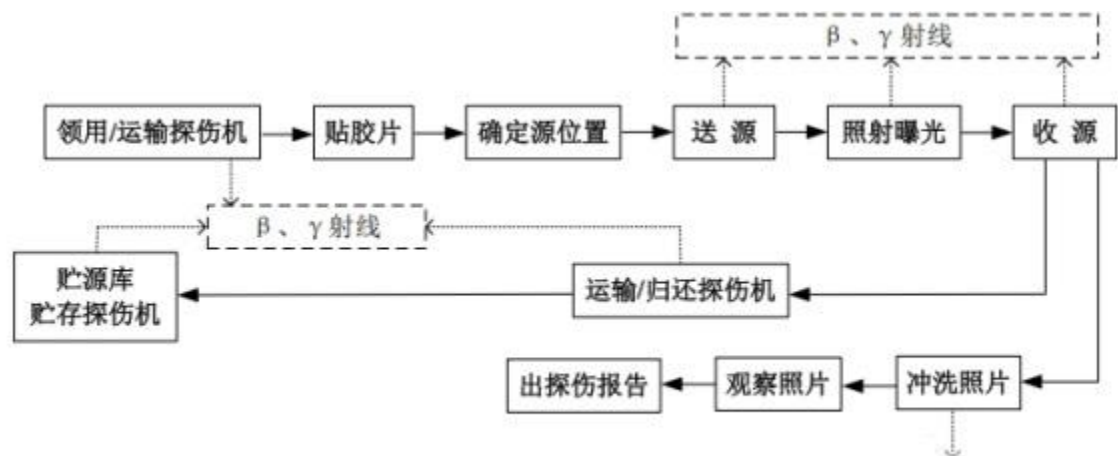 β、γ射线
领用/运输探伤机
贴胶片
确定源位置
送 源
照射曝光
收 源
β、γ射线
贮源库
贮存探伤机
运输/归还探伤机
出探伤报告
观察照片
冲洗照片